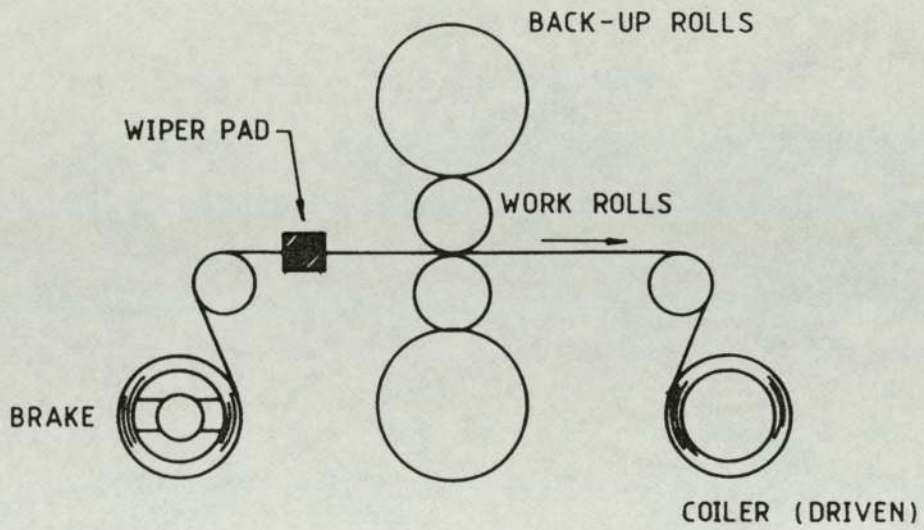 BACK-UP ROLLS
WIPER PAD
WORK ROLLS
BRAKE
COILER (DRIVEN)